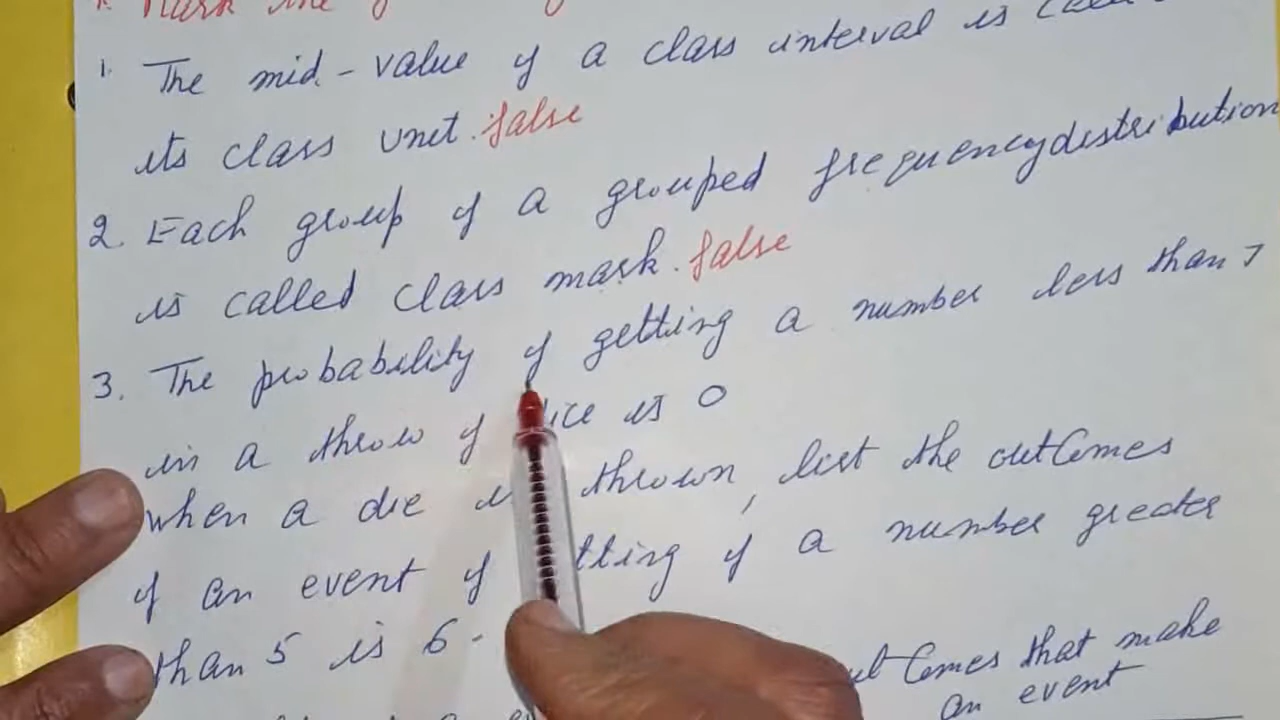 The mid-value of a class interval is
1. its class unit. false
2. Each group of a grouped frequency distribution
is called class mark. false
3. The probability of getting a number less than 7
in a throw of is 0
when a die thrown, list the outcomes
of an event of of a number greater
than 5 is 6.
that make
an event